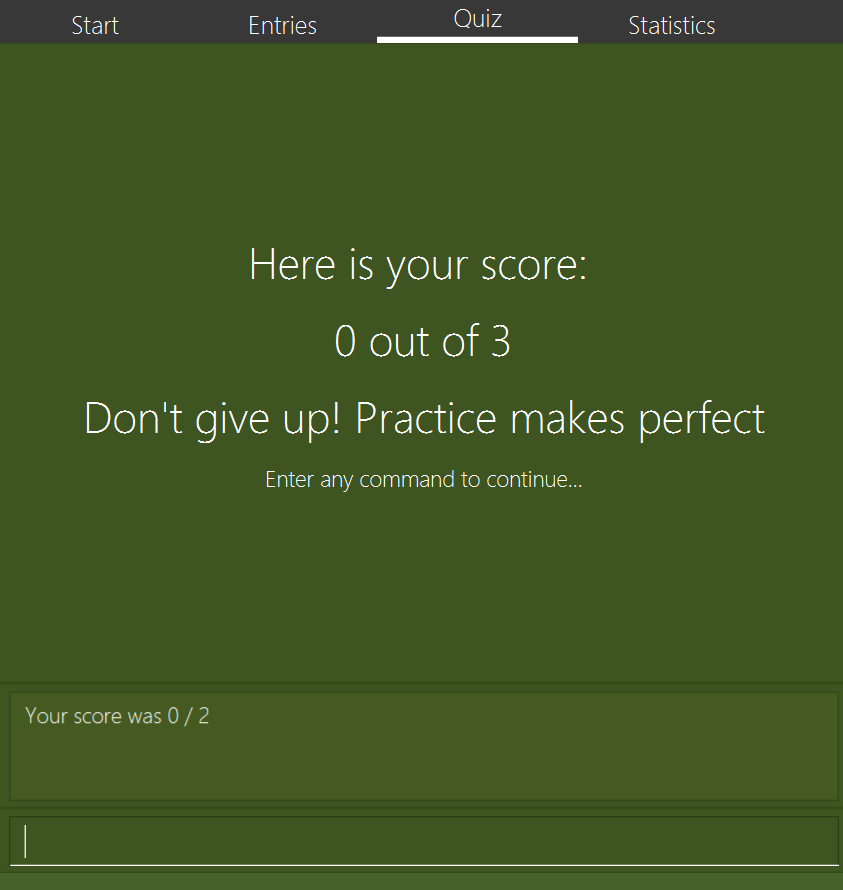 Start Entries Quiz Statistics
Here is your score:
0 out of 3
Don't give up! Practice makes perfect
Enter any command to continue...
Your score was 0 / 2